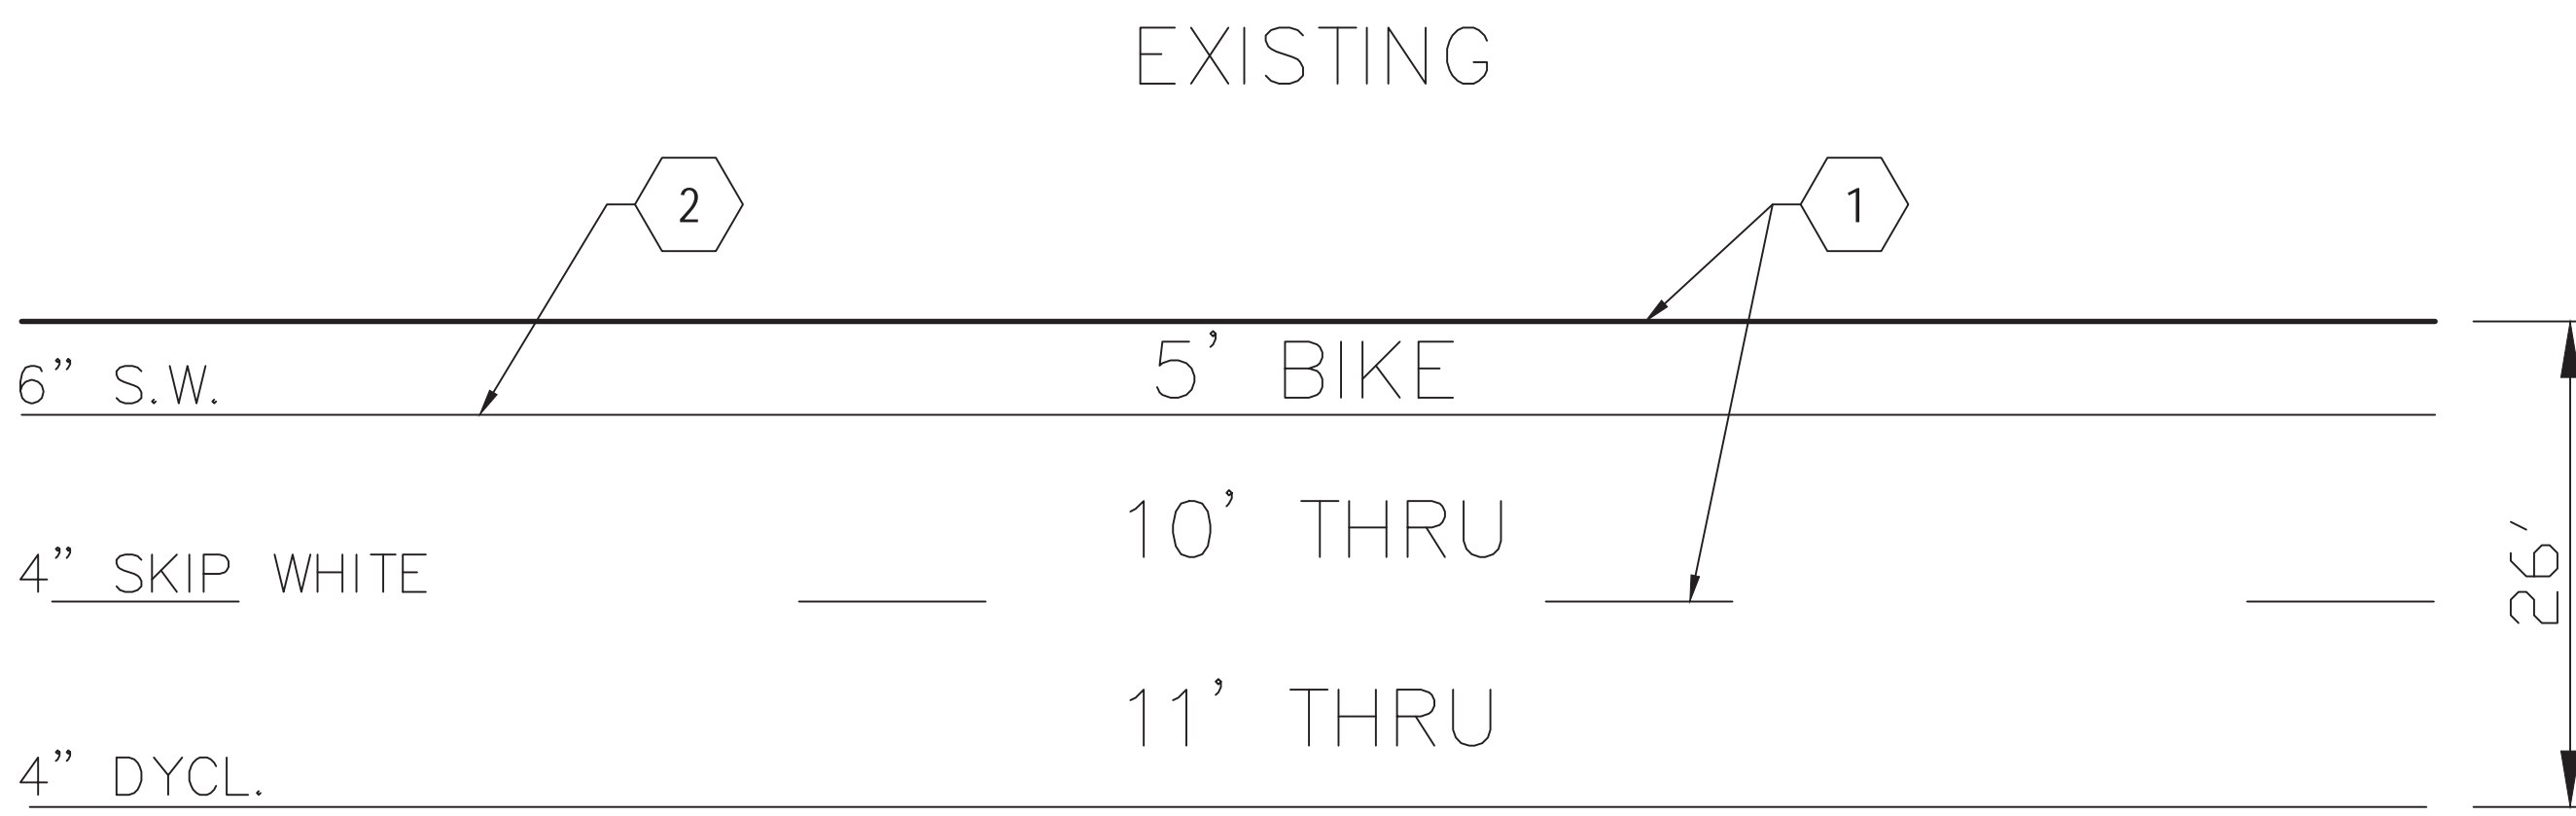 EXISTING
2
1
6" S.W.
5' BIKE
10' THRU
4" SKIP WHITE
26'
11' THRU
4" DYCL.